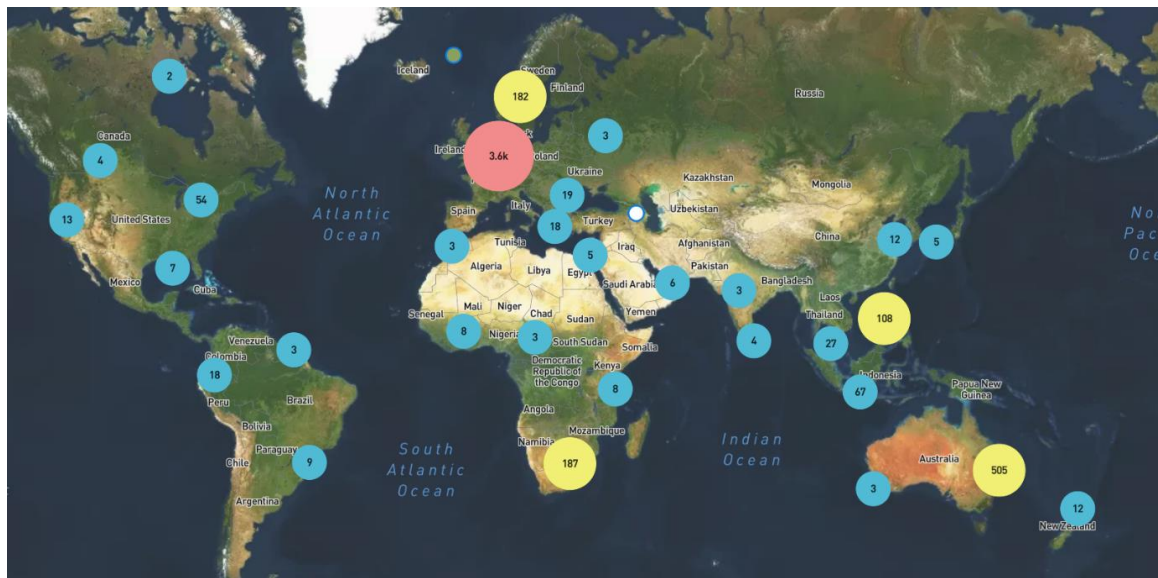 Iceland
Sweden
Finland
Russia
2
182
Canada
3
Ireland
3.6k
oland
4
Ukraine
Kazakhstan
Mongolia
54
19
North
Atlantic
Ocean
Italy
Spain
Uzbekistan
13
United States
18
Turkey
China
12
5
3
Tunisia
Iraq
Afghanistan
5
Pakistan
7
Algeria
Libya
Egypt
Mexico
Cuba
Saudi Arabia
6
Bangladesh
3
Laos
Mali
Niger
Chad
Senegal
Sudan
Yemen
Thailand
108
8
Nigeria
3
South Sudan
Somalia
4
27
Venezuela
3
Colombia
Democratic
Republic of
the Congo
Kenya
18
Indonesia
Papua New
Guinea
8
67
Peru
Brazil
Angola
Bolivia
Mozambique
Namibia
South
Atlantic
Ocean
Indian
Ocean
Paraguay
9
Chile
187
Australia
505
3
Argentina
12
New Zealand